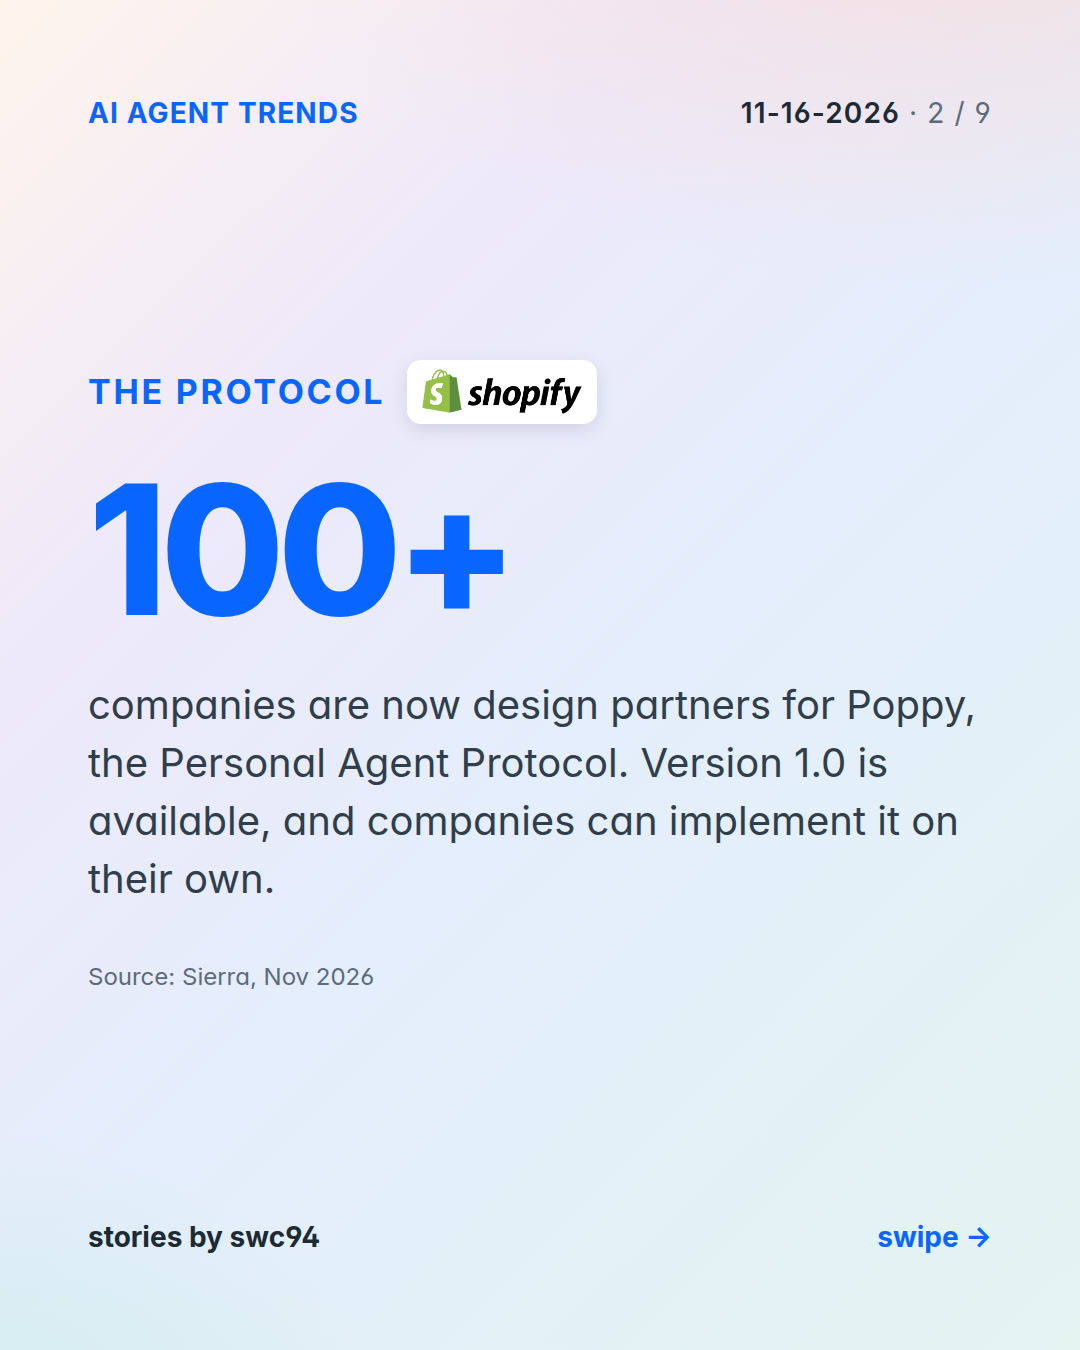 AI AGENT TRENDS
11-16-2026 · 2 / 9
THE PROTOCOL
shopify
100+
companies are now design partners for Poppy,
the Personal Agent Protocol. Version 1.0 is
available, and companies can implement it on
their own.
Source: Sierra, Nov 2026
stories by swc94
swipe →